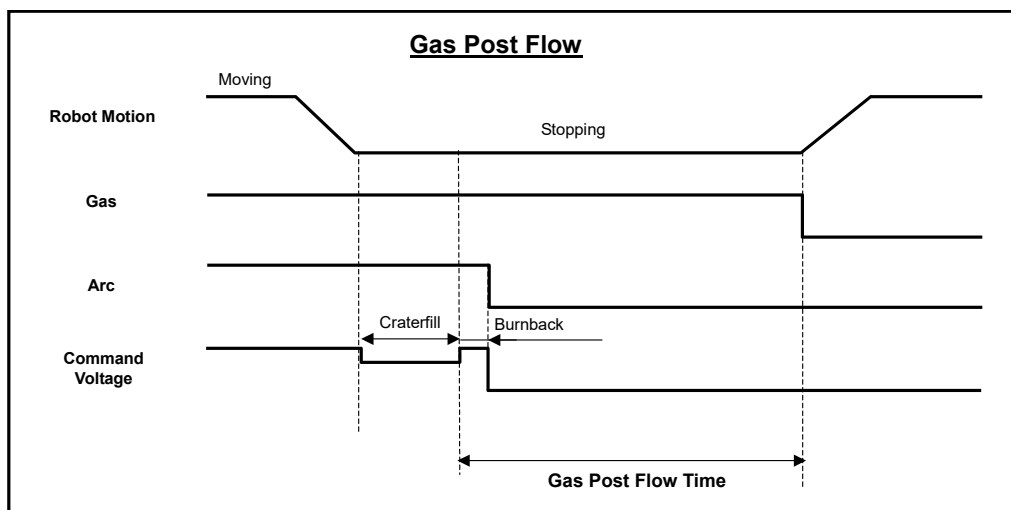 Gas Post Flow
Moving
Robot Motion
Stopping
Gas
Arc
Craterfill
Burnback
Command
Voltage
Gas Post Flow Time